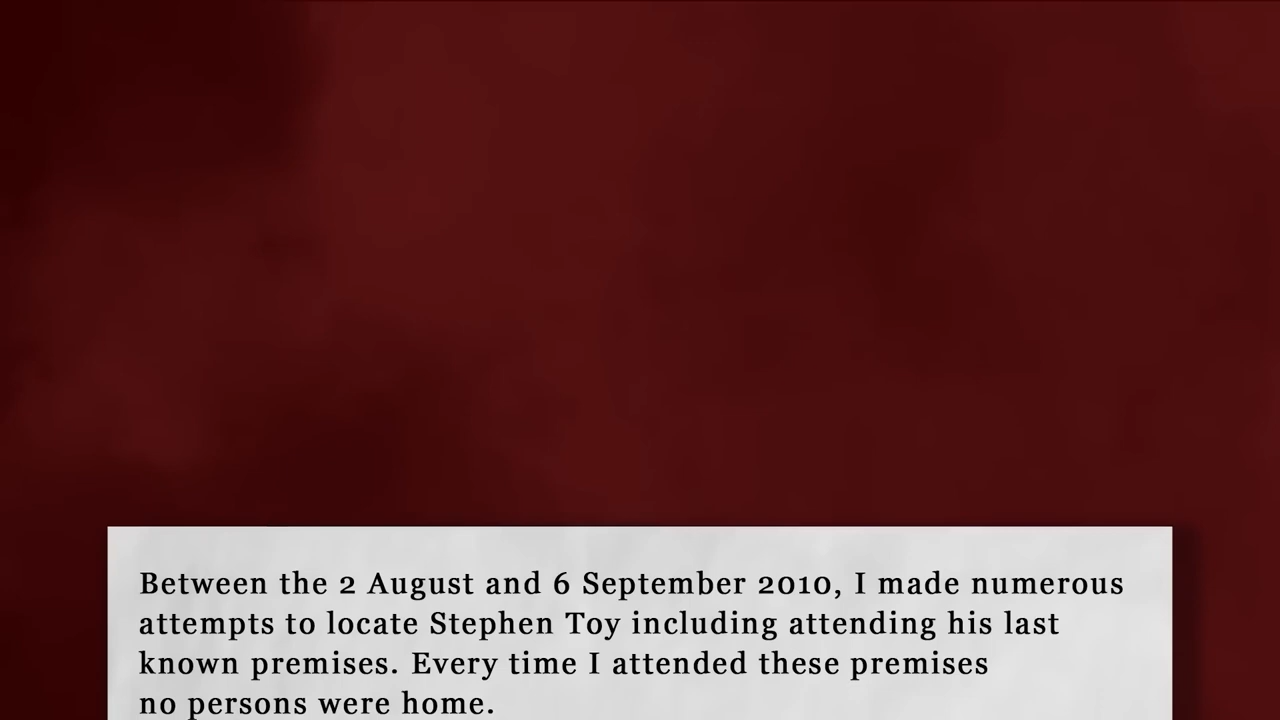 Between the 2 August and 6 September 2010, I made numerous
attempts to locate Stephen Toy including attending his last
known premises. Every time I attended these premises
no persons were home.